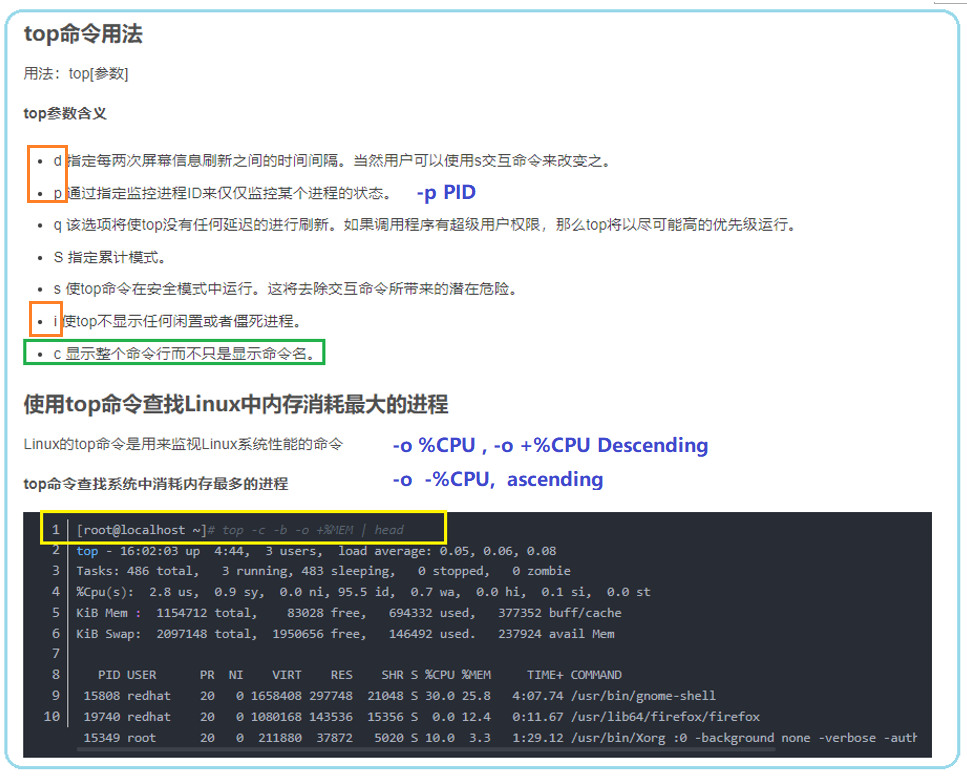 top命令用法
用法：top[参数]
top参数含义
• d 指定每两次屏幕信息刷新之间的时间间隔。当然用户可以使用s交互命令来改变之。
• p 通过指定监控进程ID来仅仅监控某个进程的状态。 -p PID
• q 该选项将使top没有任何延迟的进行刷新。如果调用程序有超级用户权限，那么top将以尽可能高的优先级运行。
• S 指定累计模式。
• s 使top命令在安全模式中运行。这将去除交互命令所带来的潜在危险。
• i 使top不显示任何闲置或者僵死进程。
• c 显示整个命令行而不只是显示命令名。
使用top命令查找Linux中内存消耗最大的进程
Linux的top命令是用来监视Linux系统性能的命令 -o %CPU , -o +%CPU Descending
top命令查找系统中消耗内存最多的进程 -o -%CPU, ascending
1 [root@localhost ~]# top -c -b -o +%MEM | head
2 top - 16:02:03 up 4:44, 3 users, load average: 0.05, 0.06, 0.08
3 Tasks: 486 total, 3 running, 483 sleeping, 0 stopped, 0 zombie
4 %Cpu(s): 2.8 us, 0.9 sy, 0.0 ni, 95.5 id, 0.7 wa, 0.0 hi, 0.1 si, 0.0 st
5 KiB Mem : 1154712 total, 83028 free, 694332 used, 377352 buff/cache
6 KiB Swap: 2097148 total, 1950656 free, 146492 used. 237924 avail Mem
7
8 PID USER PR NI VIRT RES SHR S %CPU %MEM TIME+ COMMAND
9 15808 redhat 20 0 1658408 297748 21048 S 30.0 25.8 4:07.74 /usr/bin/gnome-shell
10 19740 redhat 20 0 1080168 143536 15356 S 0.0 12.4 0:11.67 /usr/lib64/firefox/firefox
15349 root 20 0 211880 37872 5020 S 10.0 3.3 1:29.12 /usr/bin/Xorg :0 -background none -verbose -auth